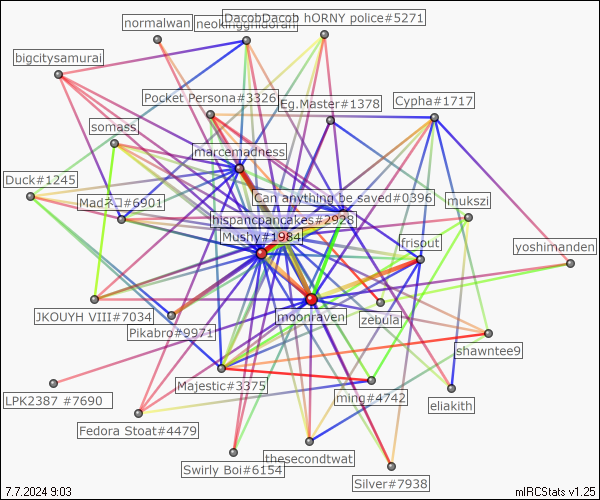 DacobDacob hORNY police#5271
normalwan
neokingghidorah
bigcitysamurai
Pocket Persona#3326
Eg.Master#1378
Cypha#1717
somass
marcemadness
Duck#1245
Madネコ#6901
Can anything be saved#0396
mukszi
hispancpancakes#2928
Mushy#1984
frisout
yoshimanden
JKOUYH VIII#7034
moonraven
zebula
Pikabro#9971
shawntee9
Majestic#3375
LPK2387 #7690
ming#4742
eliakith
Fedora Stoat#4479
thesecondtwat
Swirly Boi#6154
Silver#7938
7.7.2024 9:03
mIRCStats v1.25